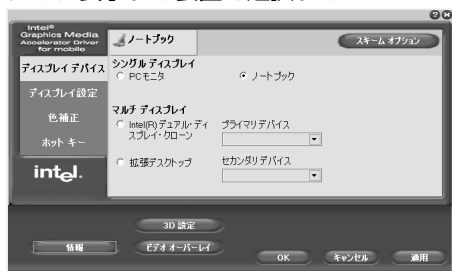 Intel®
Graphics Media
Accelerator Driver
for mobile
ノートブック
スキーム オプション
ディスプレイ デバイス
ディスプレイ設定
色補正
ホット キー
intel.
シングル ディスプレイ
PCモニタ
ノートブック
マルチ ディスプレイ
Intel(R) デュアル・ディ
スプレイ・クローン
プライマリ デバイス
拡張デスクトップ
セカンダリ デバイス
3D 設定
情報
ビデオ オーバーレイ
OK
キャンセル
適用